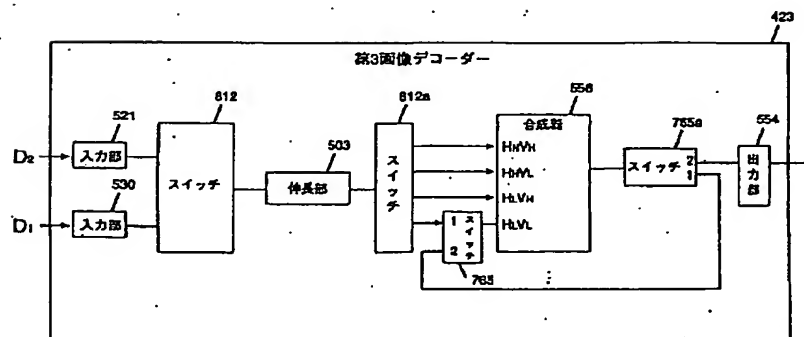 423
第3画像デコーダー
521
812
503
812a
556
765a
554
D₂
入力部
スイッチ
伸長部
スイッチ
合成器
HHVH
HHVL
HLVH
HLVL
スイッチ
2
1
出力部
530
D₁
入力部
1
2
スイッチ
765